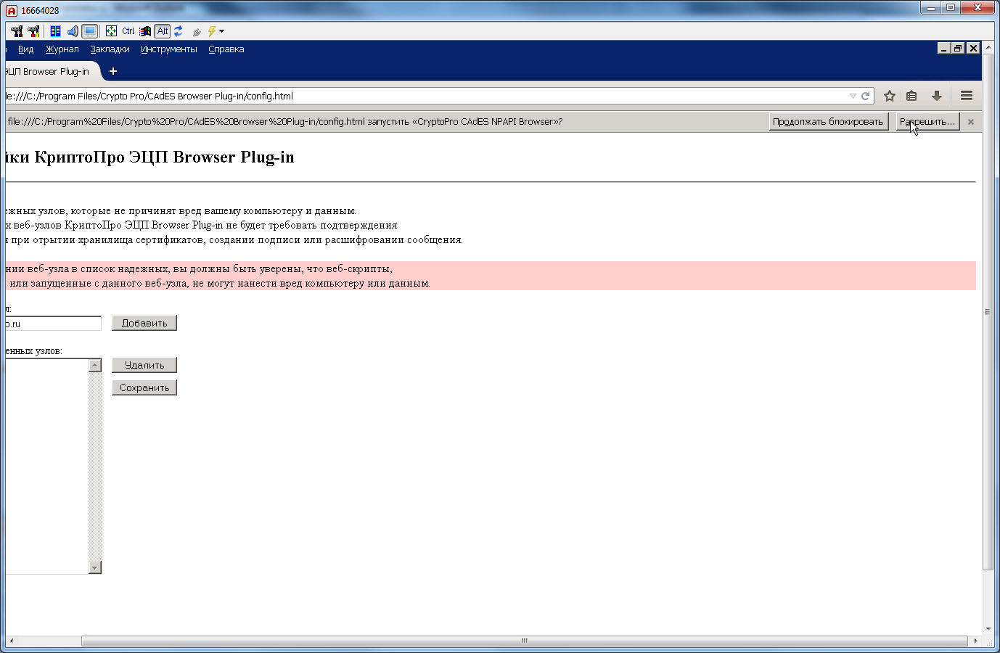 16664028
Ctrl Alt
Вид Журнал Закладки Инструменты Справка
ЭЦП Browser Plug-in
le:///C:/Program Files/Crypto Pro/CAdES Browser Plug-in/config.html
file:///C:/Program%20Files/Crypto%20Pro/CAdES%20Browser%20Plug-in/config.html запустить «CryptoPro CAdES NPAPI Browser»? Продолжать блокировать Разрешить...
йки КриптоПро ЭЦП Browser Plug-in
ежных узлов, которые не причинят вред вашему компьютеру и данным.
х веб-узлов КриптоПро ЭЦП Browser Plug-in не будет требовать подтверждения
я при отрытии хранилища сертификатов, создании подписи или расшифровании сообщения.
нии веб-узла в список надежных, вы должны быть уверены, что веб-скрипты,
или запущенные с данного веб-узла, не могут нанести вред компьютеру или данным.
л:
o.ru Добавить
енных узлов:
Удалить
Сохранить